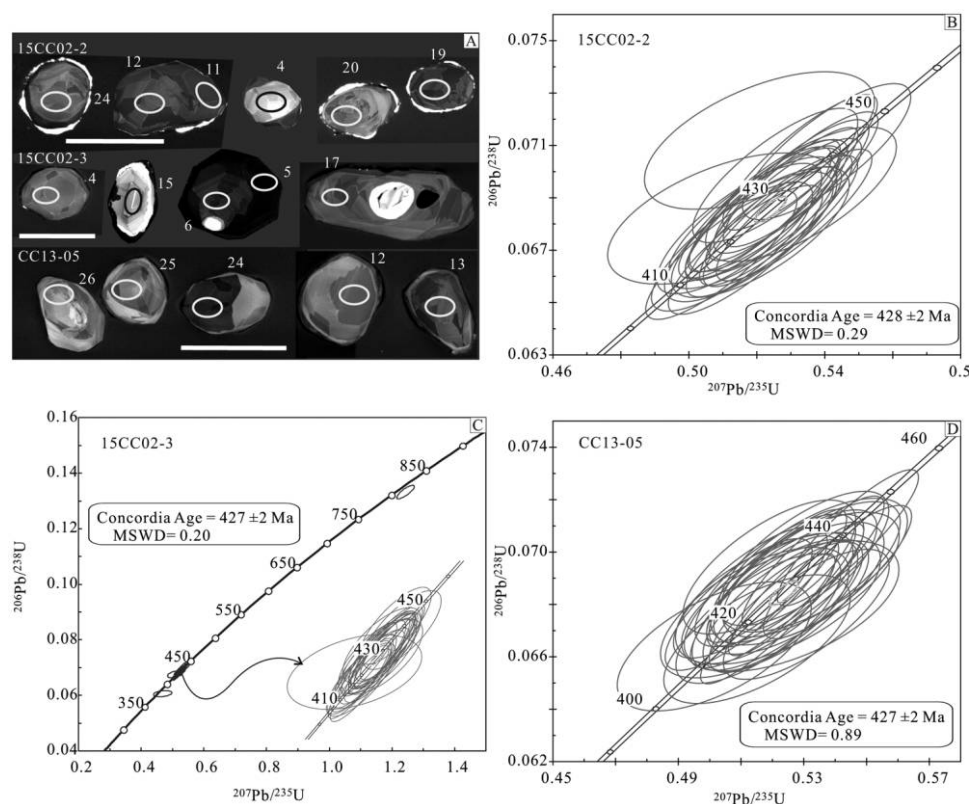 A
15CC02-2
24
12
11
4
20
19
15CC02-3
4
15
6
5
17
CC13-05
26
25
24
12
13
B
15CC02-2
0.075
0.071
0.067
0.063
206Pb/238U
450
430
410
Concordia Age = 428 ±2 Ma
MSWD = 0.29
0.46
0.50
0.54
0.5
207Pb/235U
C
15CC02-3
0.16
0.14
0.12
0.10
0.08
0.06
0.04
206Pb/238U
850
750
650
550
450
350
Concordia Age = 427 ±2 Ma
MSWD= 0.20
450
430
410
0.2
0.4
0.6
0.8
1.0
1.2
1.4
207Pb/235U
D
CC13-05
0.074
0.070
0.066
0.062
206Pb/238U
460
440
420
400
Concordia Age = 427 ±2 Ma
MSWD = 0.89
0.45
0.49
0.53
0.57
207Pb/235U